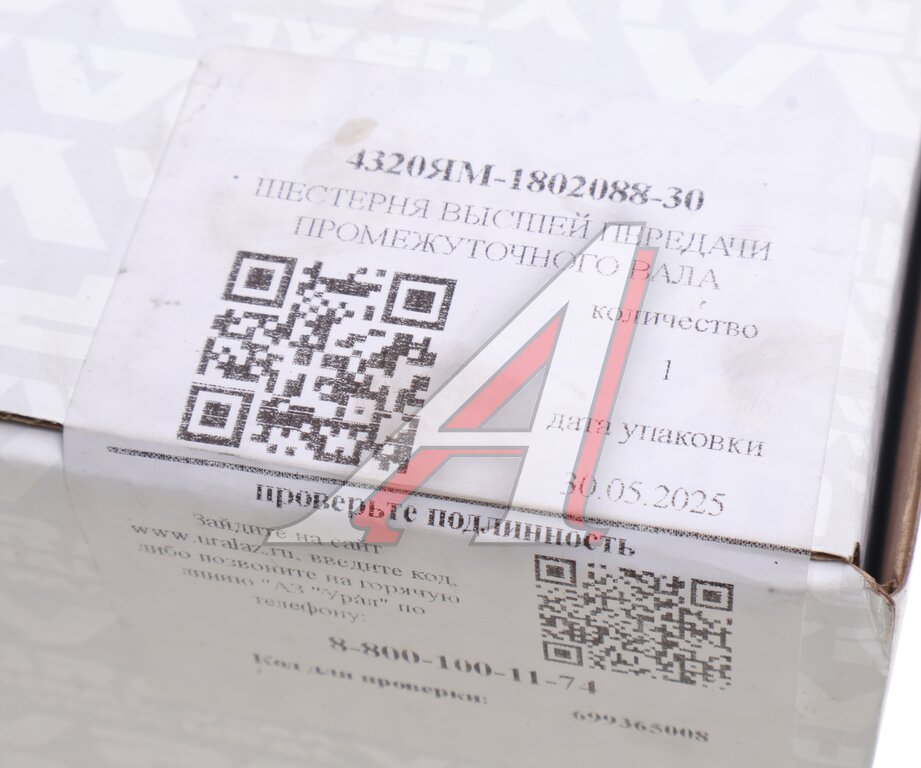 URAL
4320ЯМ-1802088-30
ШЕСТЕРНЯ ВЫСШЕЙ ПЕРЕДАЧИ
ПРОМЕЖУТОЧНОГО ВАЛА
количество
1
дата упаковки
30.05.2025
проверьте подлинность
Зайдите на сайт
www.uralaz.ru, введите код,
либо позвоните на горячую
линию "АЗ "Урал" по
телефону:
8-800-100-11-74
Код для проверки:
699365008